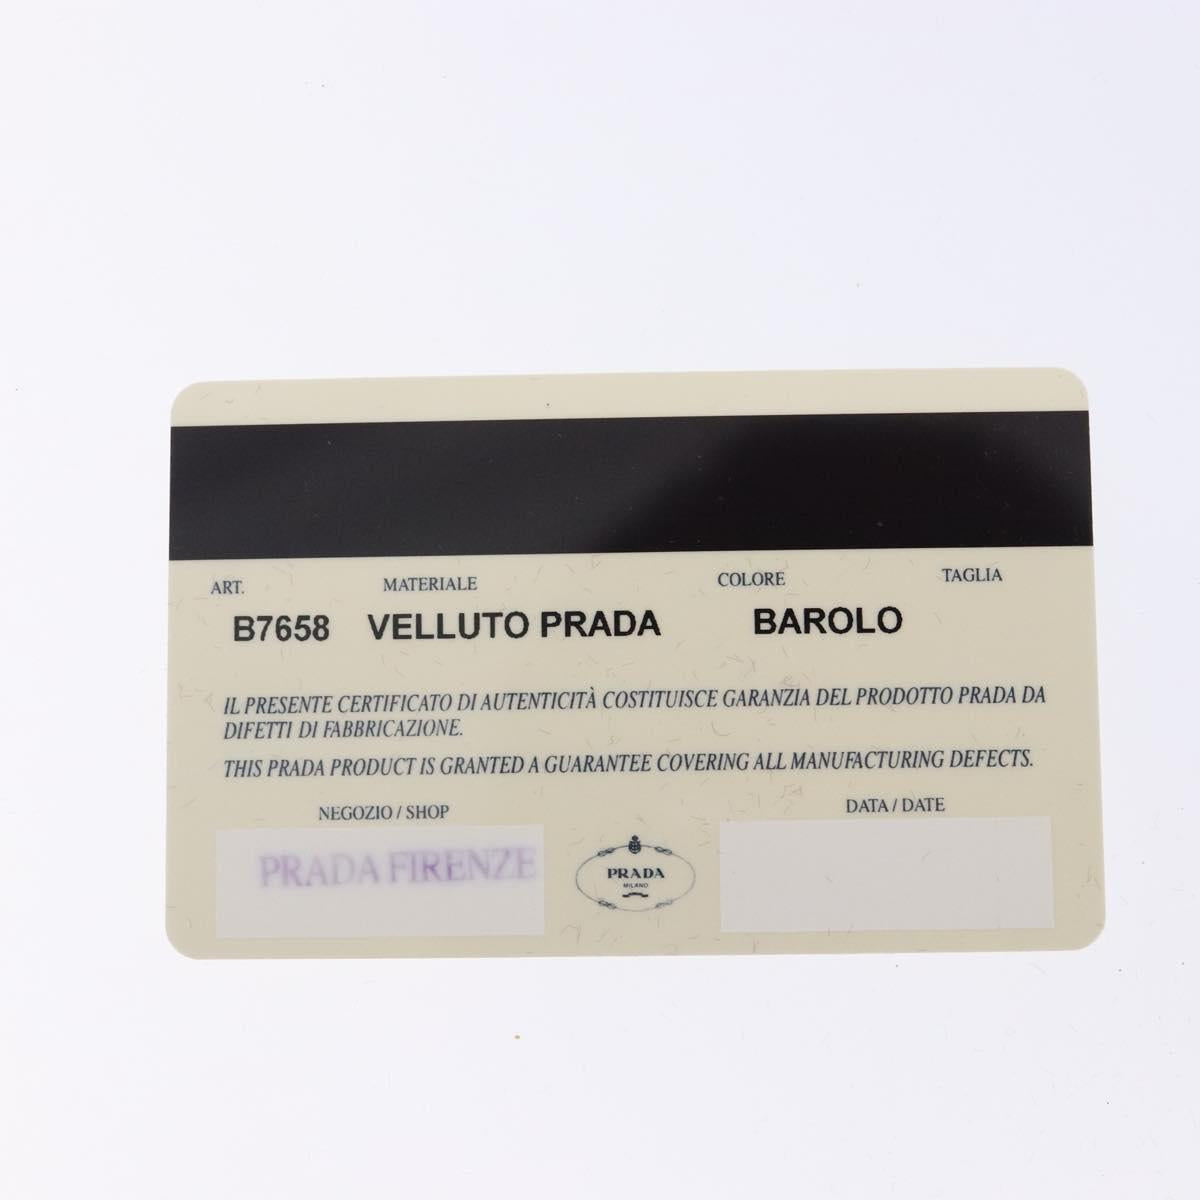 ART. MATERIALE COLORE TAGLIA
B7658 VELLUTO PRADA BAROLO
IL PRESENTE CERTIFICATO DI AUTENTICITÀ COSTITUISCE GARANZIA DEL PRODOTTO PRADA DA
DIFETTI DI FABBRICAZIONE.
THIS PRADA PRODUCT IS GRANTED A GUARANTEE COVERING ALL MANUFACTURING DEFECTS.
NEGOZIO / SHOP DATA / DATE
PRADA FIRENZE
PRADA
MILANO